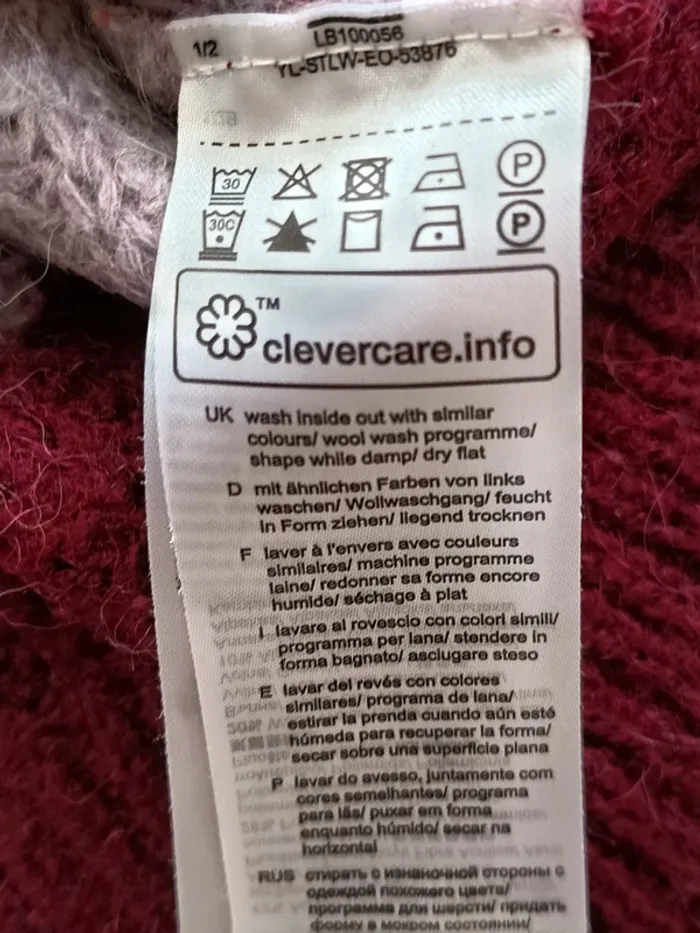 1/2
LB100056
YL-STLW-EO-53876
30
P
30C
P
TM
clevercare.info
UK wash inside out with similar
colours/ wool wash programme/
shape while damp/ dry flat
D mit ähnlichen Farben von links
waschen/ Wollwaschgang/ feucht
in Form ziehen/ liegend trocknen
F laver à l'envers avec couleurs
similaires/ machine programme
laine/ redonner sa forme encore
humide/ séchage à plat
I lavare al rovescio con colori simili/
programma per lana/ stendere in
forma bagnato/ asciugare steso
E lavar del revés con colores
similares/ programa de lana/
estirar la prenda cuando aún esté
húmeda para recuperar la forma/
secar sobre una superficie plana
P lavar do avesso, juntamente com
cores semelhantes/ programa
para lãs/ puxar em forma
enquanto húmido/ secar na
horizontal
RUS стирать с изнаночной стороны с
одеждой похожего цвета/
программа для шерсти/ придать
форму в мокром состоянии/